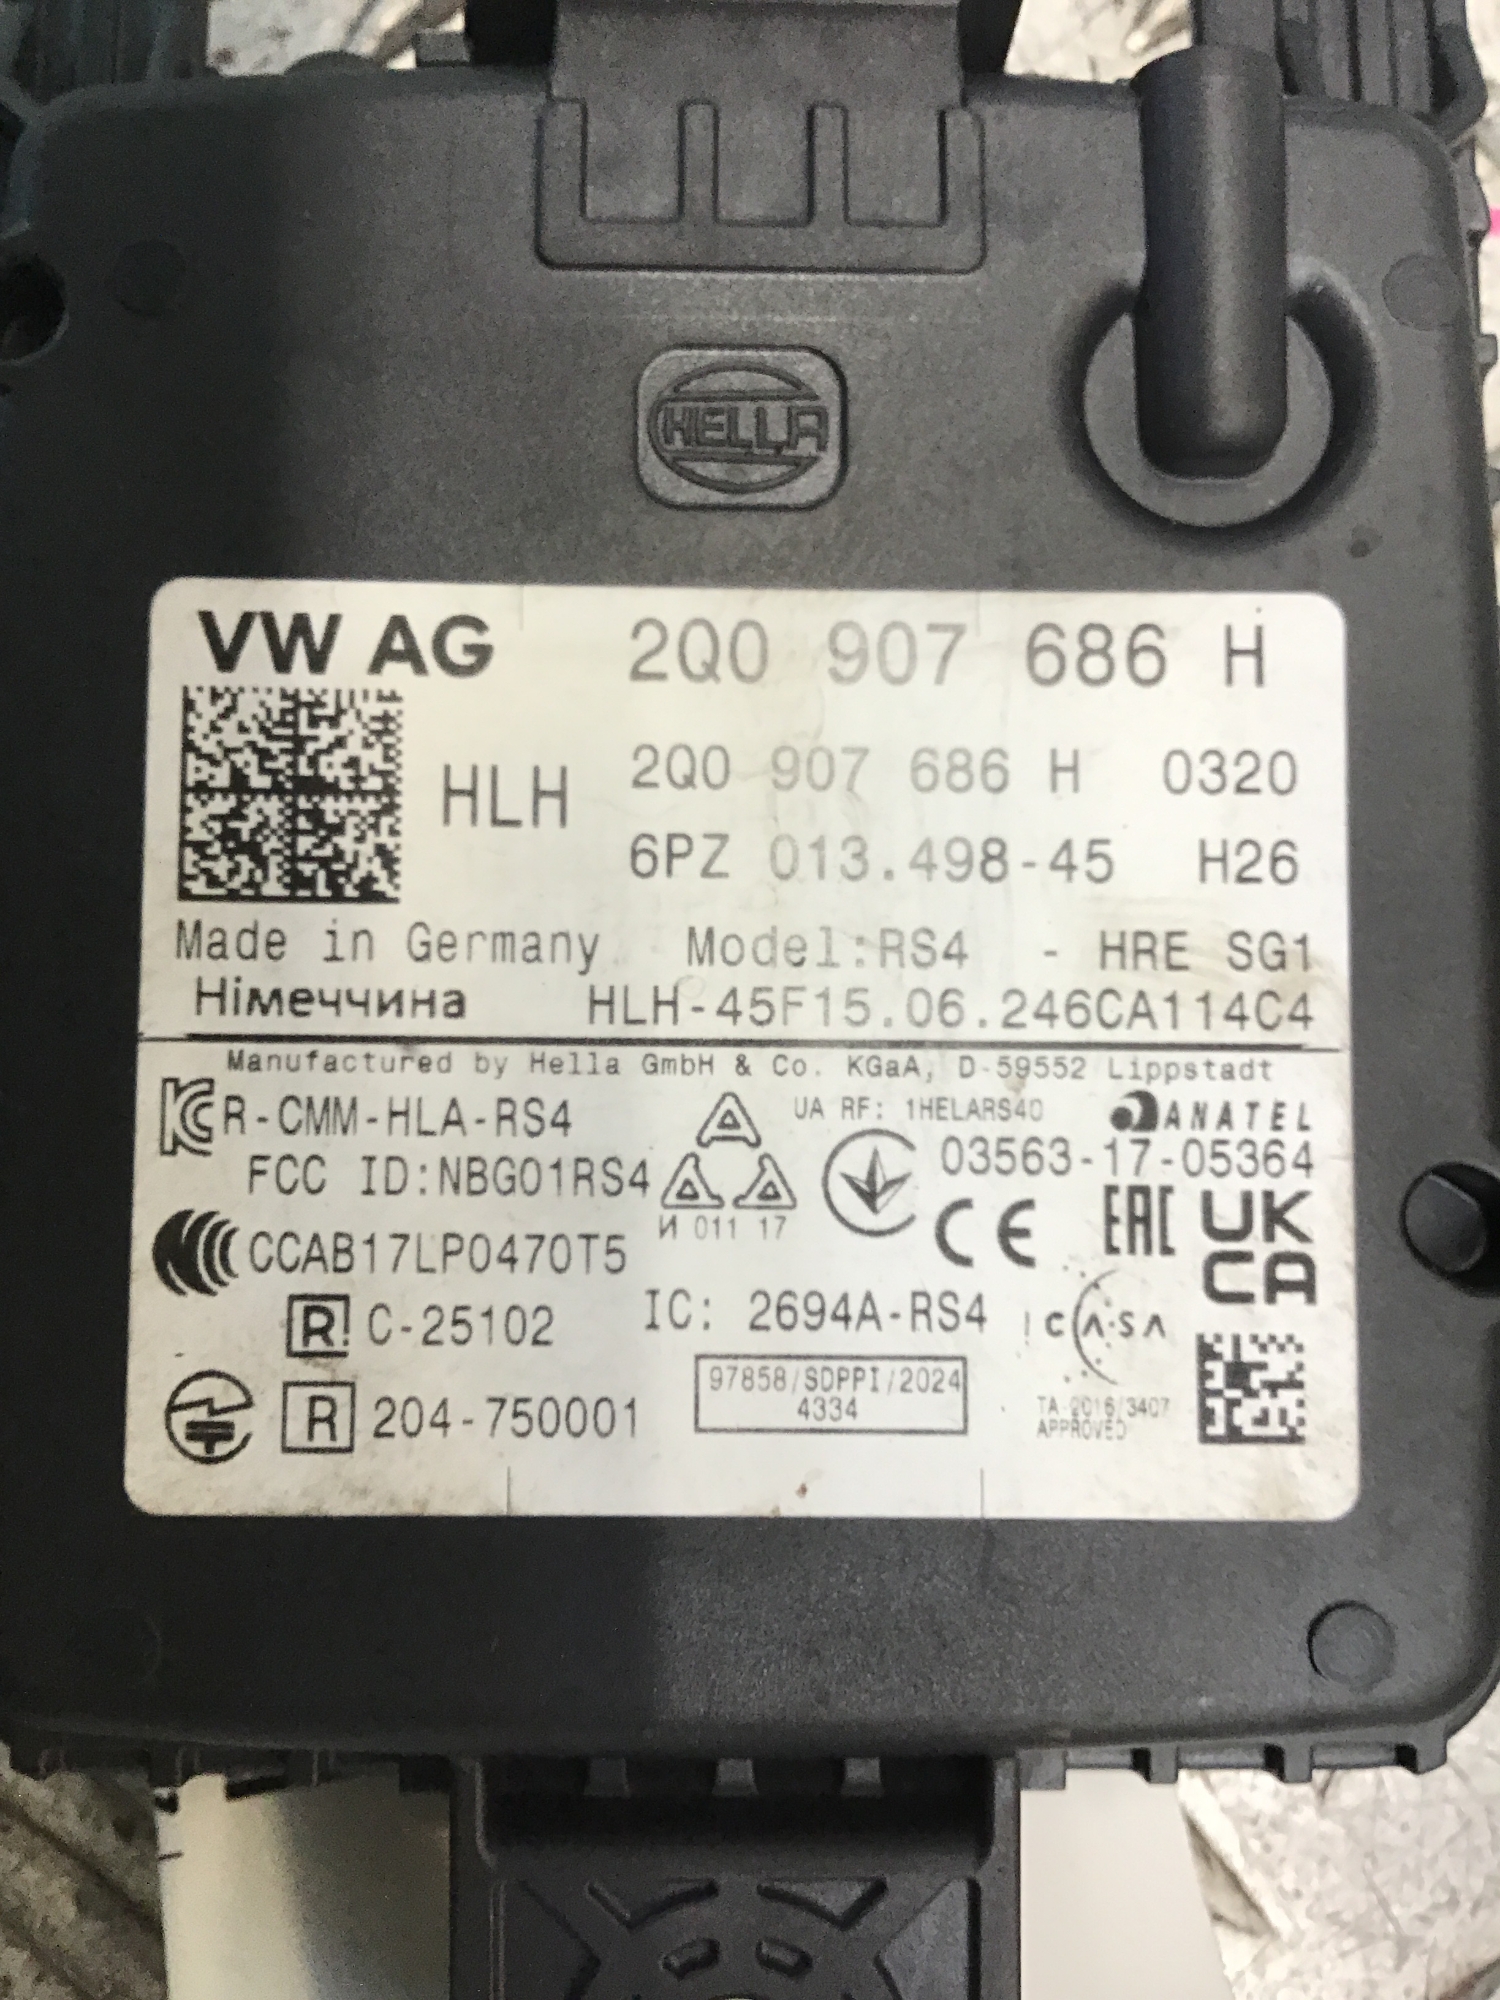 HELLA
VW AG 2Q0 907 686 H
HLH 2Q0 907 686 H 0320
6PZ 013.498-45 H26
Made in Germany Model:RS4 - HRE SG1
Німеччина HLH-45F15.06.246CA114C4
Manufactured by Hella GmbH & Co. KGaA, D-59552 Lippstadt
R-CMM-HLA-RS4 UA RF: 1HELARS40 ANATEL
03563-17-05364
FCC ID:NBG01RS4
И 011 17
CE EAC UK
CA
CCAB17LP0470T5
R C-25102 IC: 2694A-RS4 ICASA
R 204-750001 97858/SDPPI/2024
4334
TA-2016/3407
APPROVED